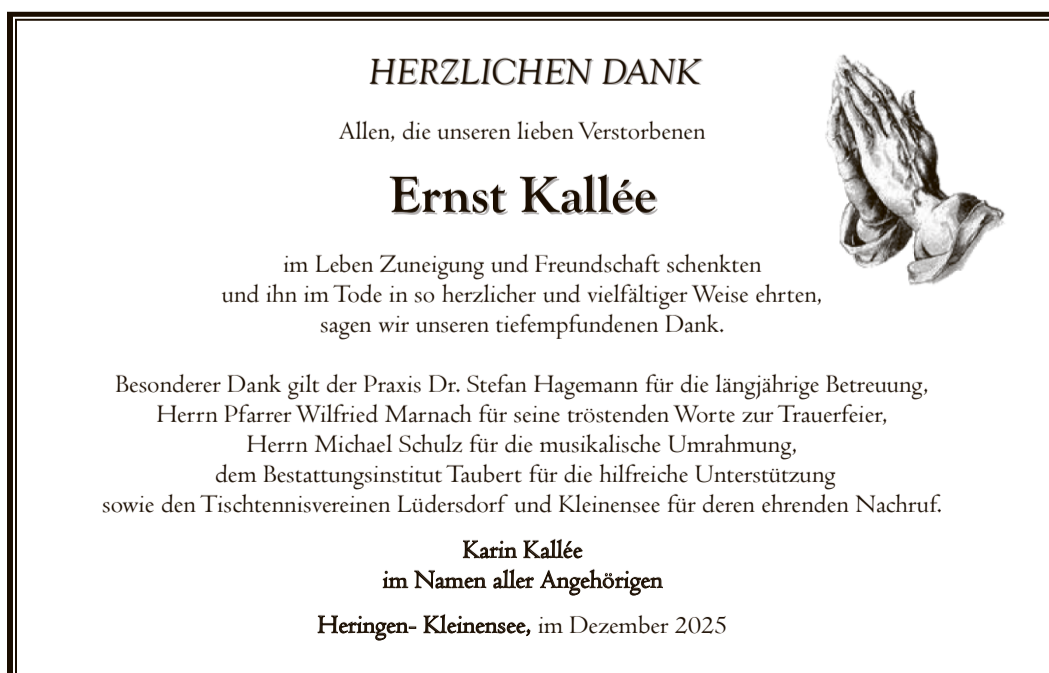 HERZLICHEN DANK
Allen, die unseren lieben Verstorbenen
Ernst Kallée
im Leben Zuneigung und Freundschaft schenkten
und ihn im Tode in so herzlicher und vielfältiger Weise ehrten,
sagen wir unseren tiefempfundenen Dank.
Besonderer Dank gilt der Praxis Dr. Stefan Hagemann für die längjährige Betreuung,
Herrn Pfarrer Wilfried Marnach für seine tröstenden Worte zur Trauerfeier,
Herrn Michael Schulz für die musikalische Umrahmung,
dem Bestattungsinstitut Taubert für die hilfreiche Unterstützung
sowie den Tischtennisvereinen Lüdersdorf und Kleinensee für deren ehrenden Nachruf.
Karin Kallée
im Namen aller Angehörigen
Heringen- Kleinensee, im Dezember 2025